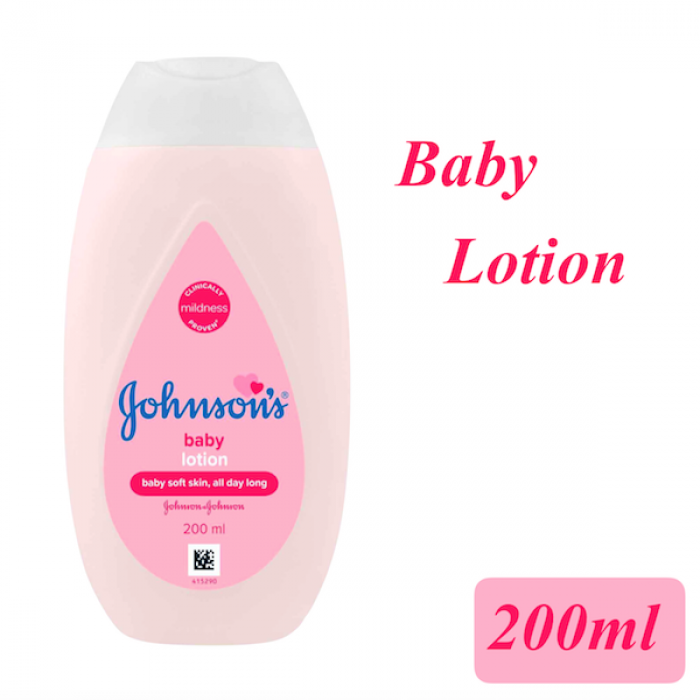 Baby
Lotion
CLINICALLY
mildness
PROVEN*
Johnson's®
baby
lotion
baby soft skin, all day long
Johnson & Johnson
200 ml
415290
200ml